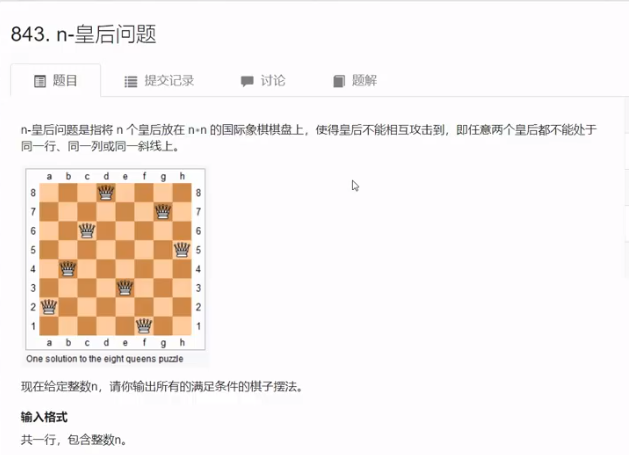 843. n-皇后问题
题目 提交记录 讨论 题解
n-皇后问题是指将 n 个皇后放在 n∗n 的国际象棋棋盘上，使得皇后不能相互攻击到，即任意两个皇后都不能处于
同一行、同一列或同一斜线上。
a b c d e f g h
8 8
7 7
6 6
5 5
4 4
3 3
2 2
1 1
a b c d e f g h
One solution to the eight queens puzzle
现在给定整数n，请你输出所有的满足条件的棋子摆法。
输入格式
共一行，包含整数n。